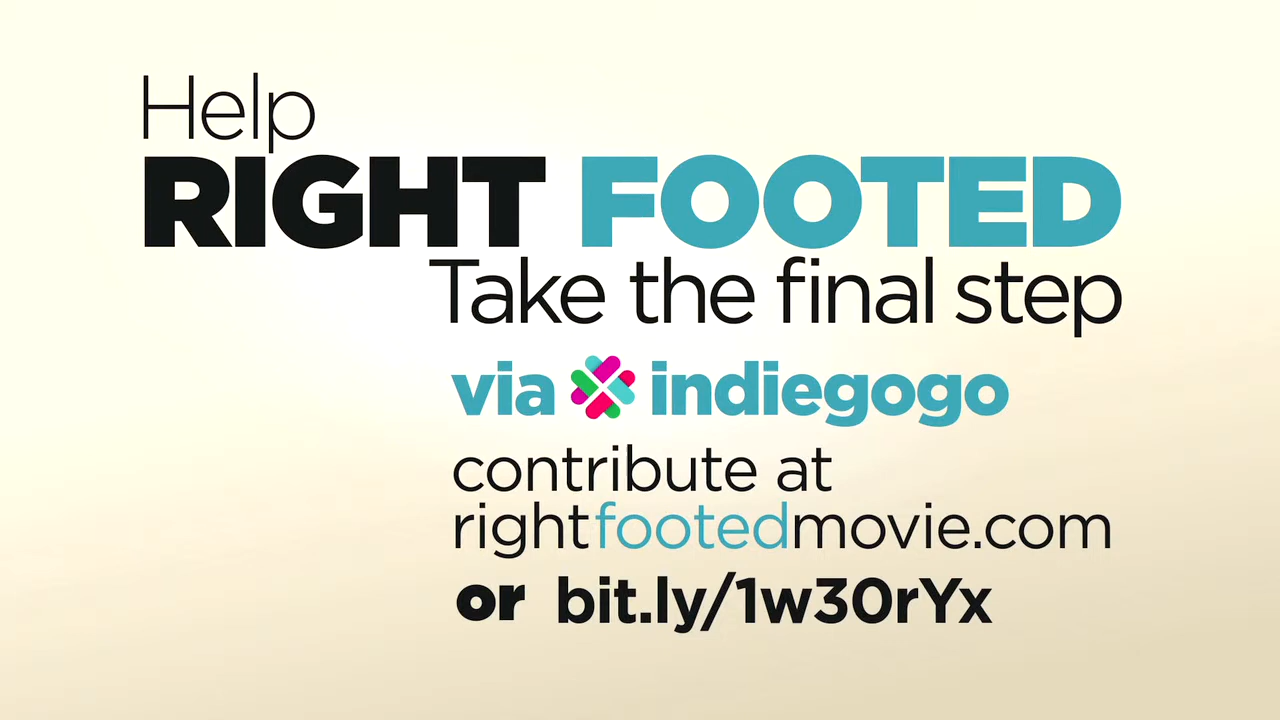 Help
RIGHT FOOTED
Take the final step
via indiegogo
contribute at
rightfootedmovie.com
or bit.ly/1w30rYx